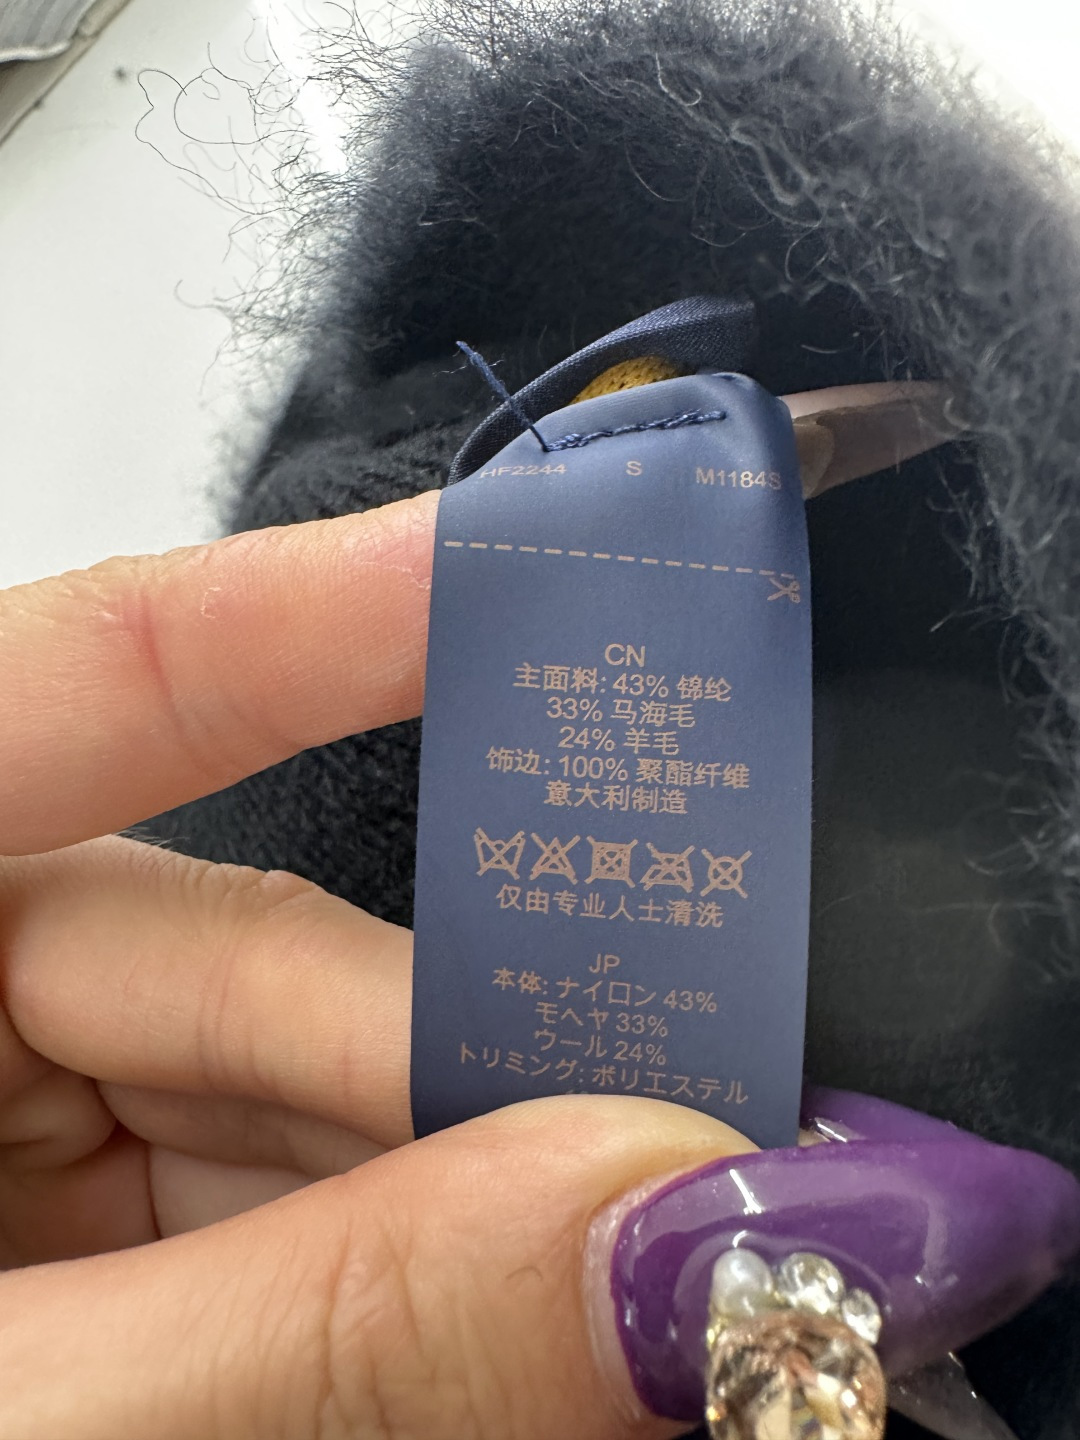 HF2244 S M1184S
CN
主面料: 43% 锦纶
33% 马海毛
24% 羊毛
饰边: 100% 聚酯纤维
意大利制造
仅由专业人士清洗
JP
本体: ナイロン 43%
モヘヤ 33%
ウール 24%
トリミング: ポリエステル